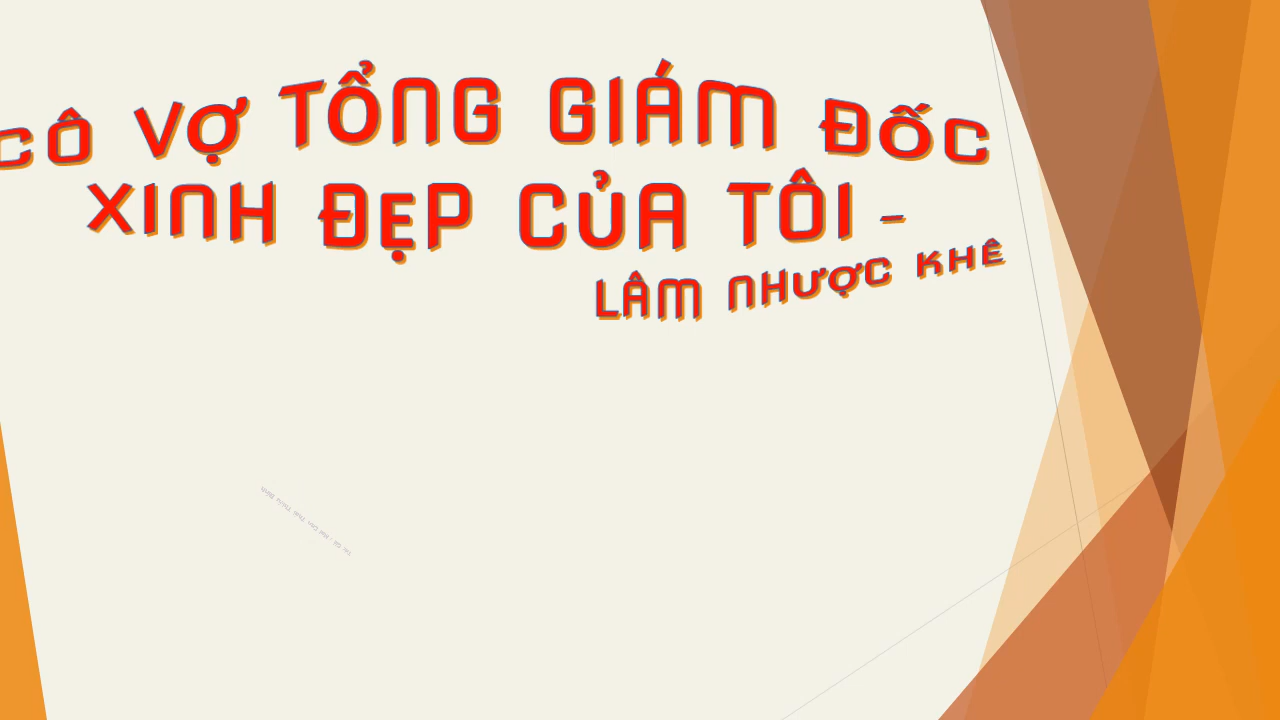 CÔ VỢ TỔNG GIÁM ĐỐC
XINH ĐẸP CỦA TÔI -
LÂM NHƯỢC KHÊ